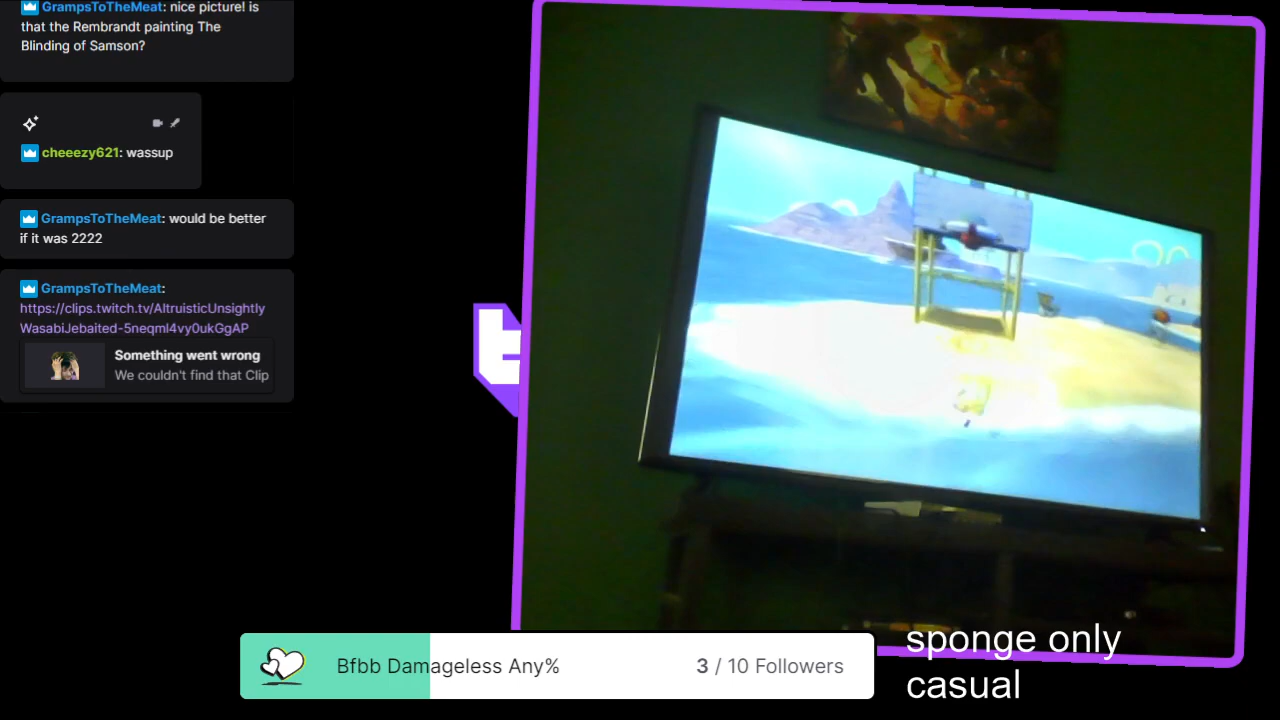 GrampsToTheMeat: nice picture! is
that the Rembrandt painting The
Blinding of Samson?
cheeezy621: wassup
GrampsToTheMeat: would be better
if it was 2222
GrampsToTheMeat:
https://clips.twitch.tv/AltruisticUnsightly
WasabiJebaited-5neqml4vy0ukGgAP
Something went wrong
We couldn't find that Clip
Bfbb Damageless Any%
3 / 10 Followers
sponge only
casual